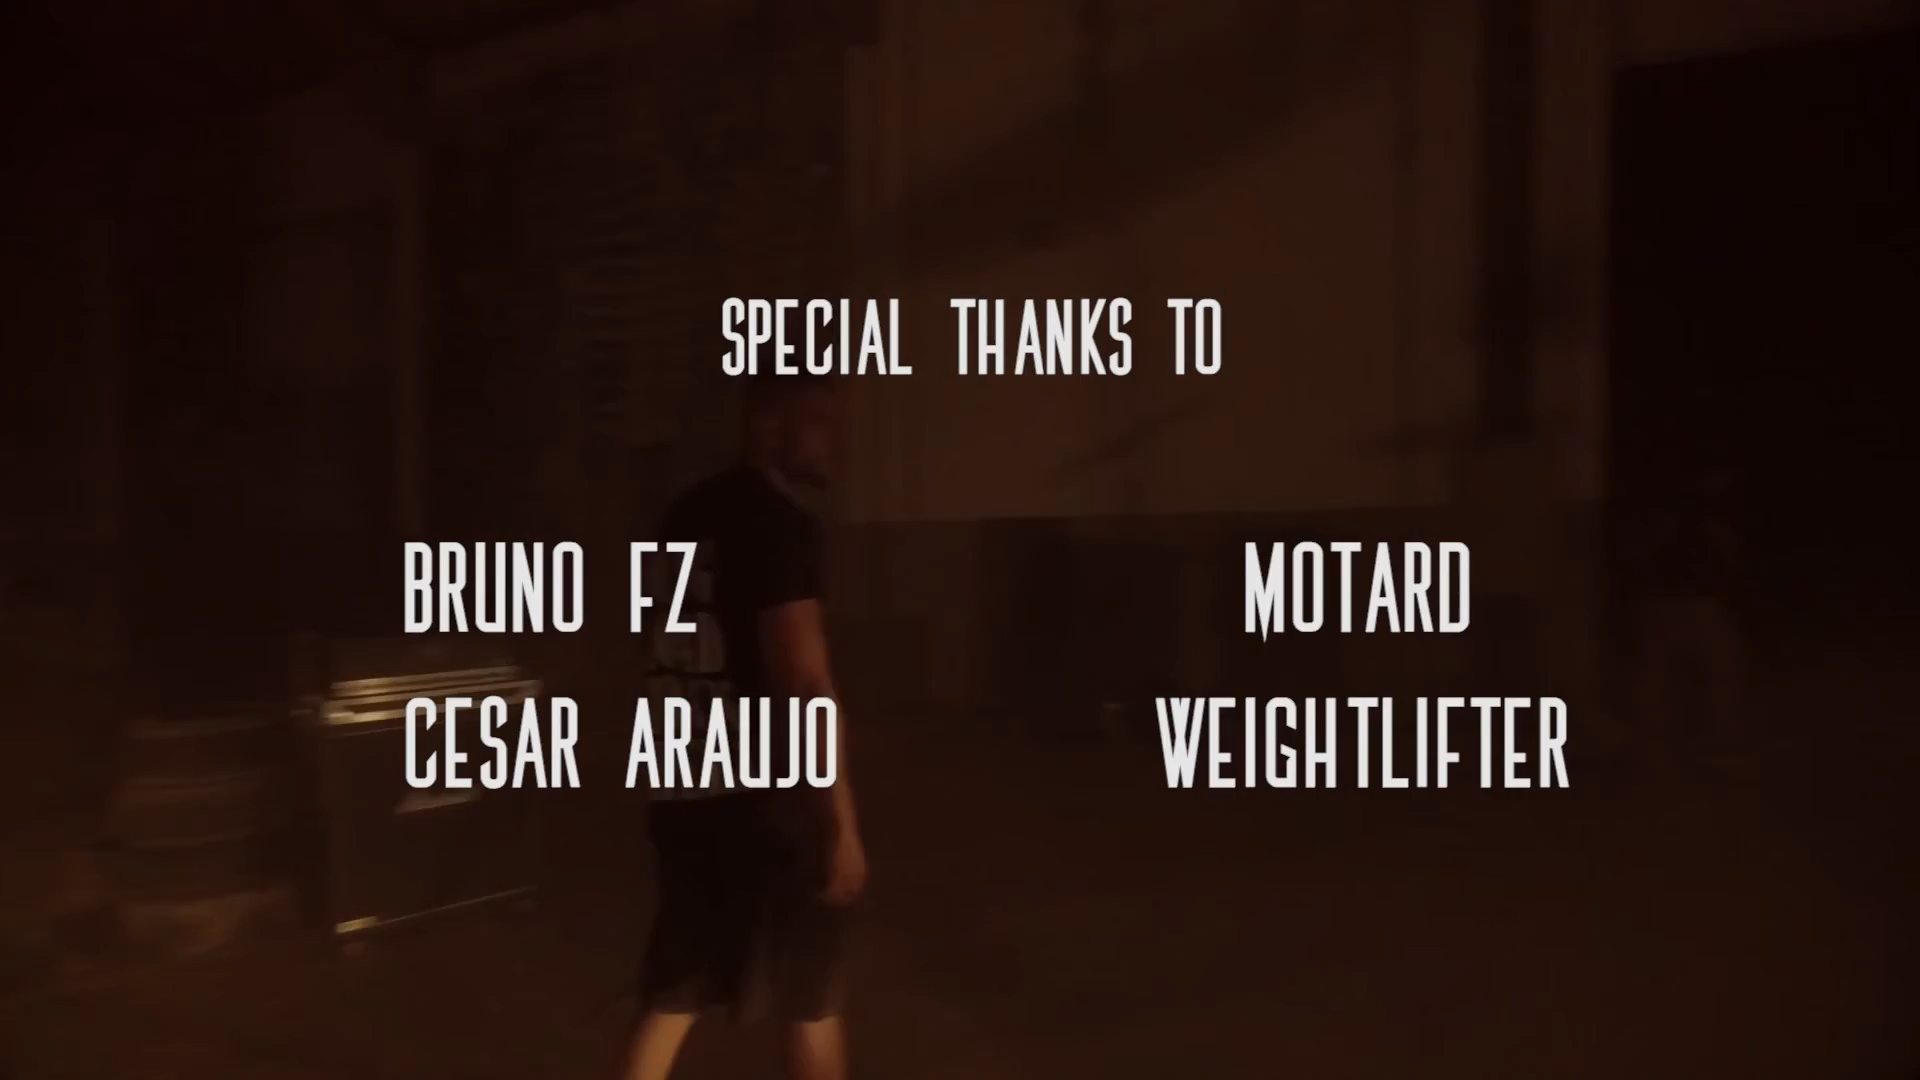 SPECIAL THANKS TO
BRUNO FZ
MOTARD
CESAR ARAUJO
WEIGHTLIFTER